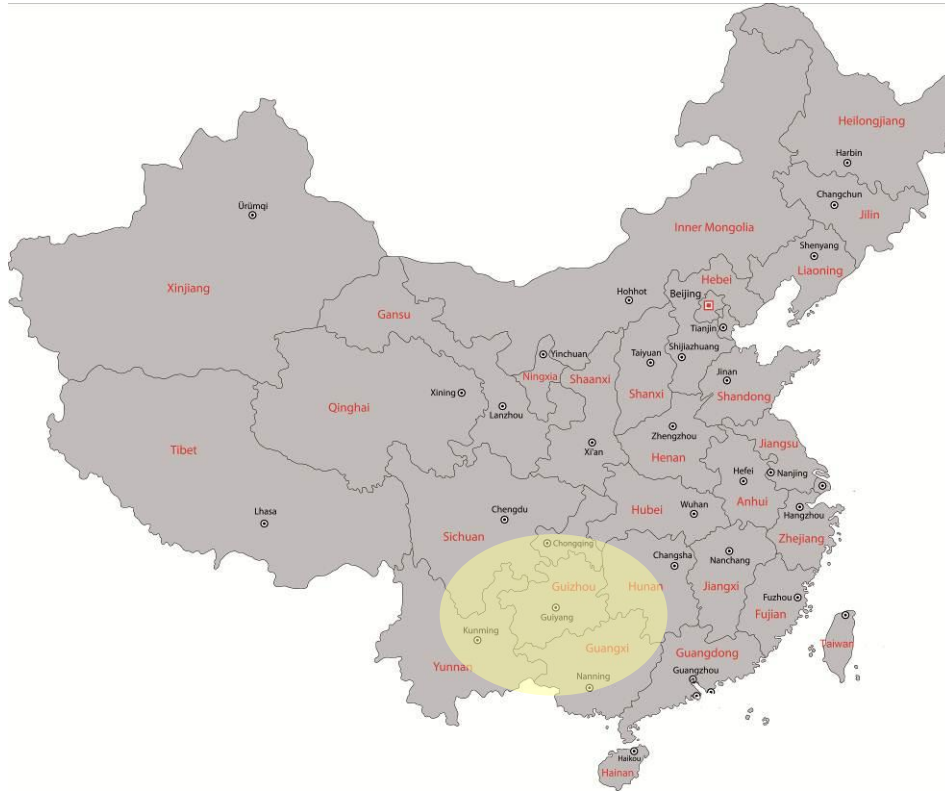 Heilongjiang
Harbin
Changchun
Jilin
Ürümqi
Inner Mongolia
Shenyang
Liaoning
Xinjiang
Hebei
Hohhot
Beijing
Gansu
Tianjin
Shijiazhuang
Yinchuan
Taiyuan
Ningxia
Shaanxi
Jinan
Shanxi
Shandong
Qinghai
Xining
Lanzhou
Zhengzhou
Jiangsu
Tibet
Xi'an
Henan
Hefei
Nanjing
Anhui
Lhasa
Chengdu
Hubei
Wuhan
Hangzhou
Sichuan
Zhejiang
Chongqing
Changsha
Nanchang
Guizhou
Hunan
Jiangxi
Fuzhou
Guiyang
Fujian
Kunming
Guangxi
Guangdong
Taiwan
Yunnan
Guangzhou
Nanning
Haikou
Hainan